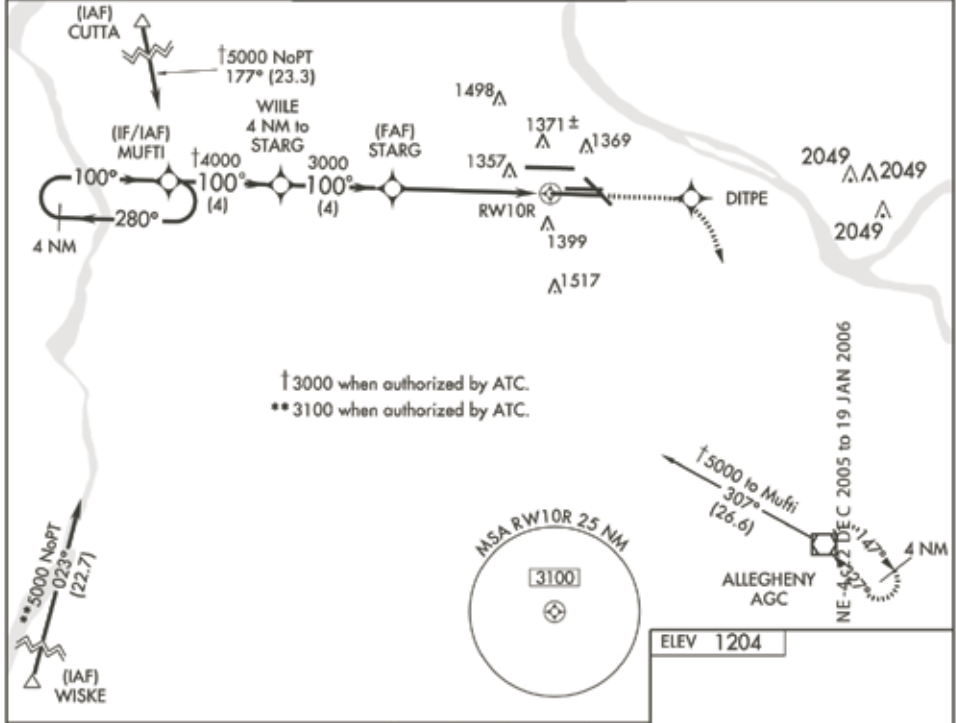 (IAF)
CUTTA
†5000 NoPT
177° (23.3)
WIILE
4 NM to
STARG
(IF/IAF)
MUFTI
(FAF)
STARG
1498
1371±
1369
1357
2049
2049
2049
100°
†4000
100°
(4)
3000
100°
(4)
280°
4 NM
RW10R
DITPE
1399
1517
†3000 when authorized by ATC.
**3100 when authorized by ATC.
**5000 NoPT
023°
(22.7)
(IAF)
WISKE
MSA RW10R 25 NM
3100
†5000 to Mufti
307°
(26.6)
ALLEGHENY
AGC
147°
327°
4 NM
NE-4, 22 DEC 2005 to 19 JAN 2006
ELEV 1204